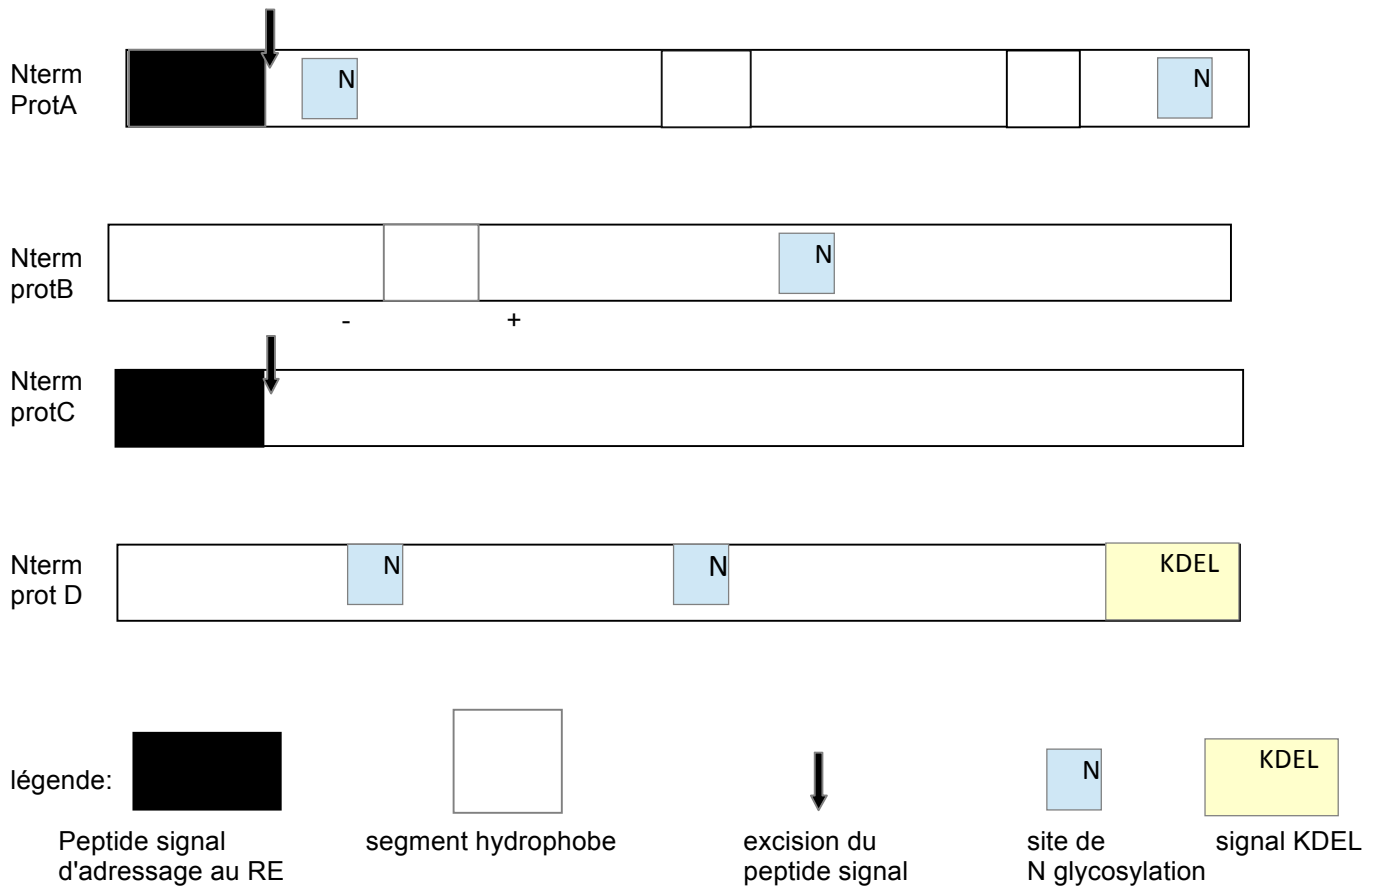 Nterm
ProtA
N
N
Nterm
protB
N
- +
Nterm
protC
Nterm
prot D
N
N
KDEL
légende:
N
KDEL
Peptide signal
d'adressage au RE
segment hydrophobe
excision du
peptide signal
site de
N glycosylation
signal KDEL